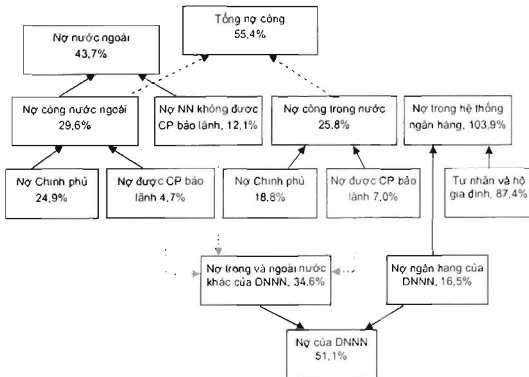 Tổng nợ công
55,4%
Nợ nước ngoài
43,7%
Nợ công nước ngoài
29,6%
Nợ NN không được
CP bảo lãnh, 12,1%
Nợ công trong nước
25,8%
Nợ trong hệ thống
ngân hàng, 103,9%
Nợ Chính phủ
24,9%
Nợ được CP bảo
lãnh 4,7%
Nợ Chinh phủ
18,8%
Nợ được CP bảo
lãnh 7,0%
Tư nhân và hộ
gia đình, 87,4%
Nợ trong và ngoài nước
khác của DNNN, 34,6%
Nợ ngân hang của
DNNN, 16,5%
Nợ của DNNN
51,1%